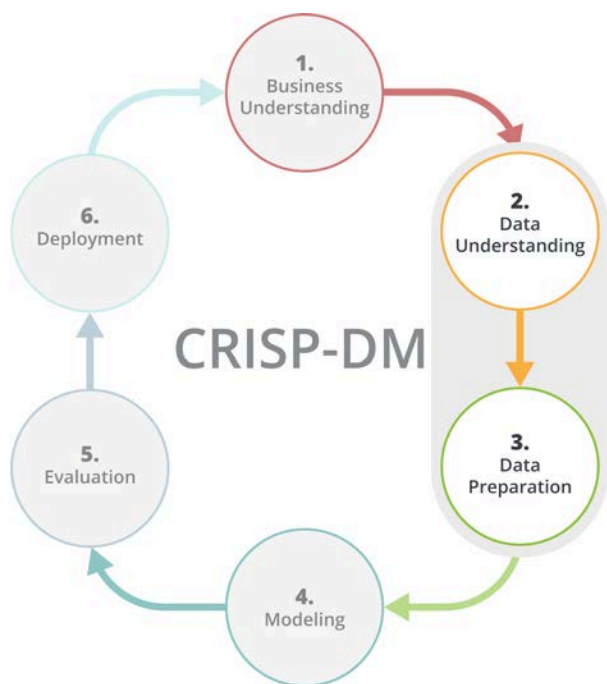 1.
Business
Understanding
2.
Data
Understanding
3.
Data
Preparation
4.
Modeling
5.
Evaluation
6.
Deployment
CRISP-DM